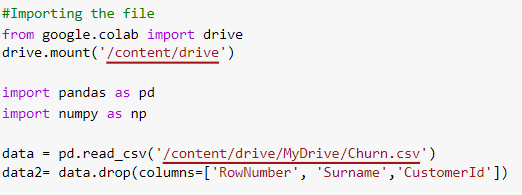 #Importing the file
from google.colab import drive
drive.mount('/content/drive')
import pandas as pd
import numpy as np
data = pd.read_csv('/content/drive/MyDrive/Churn.csv')
data2= data.drop(columns=['RowNumber', 'Surname','CustomerId'])